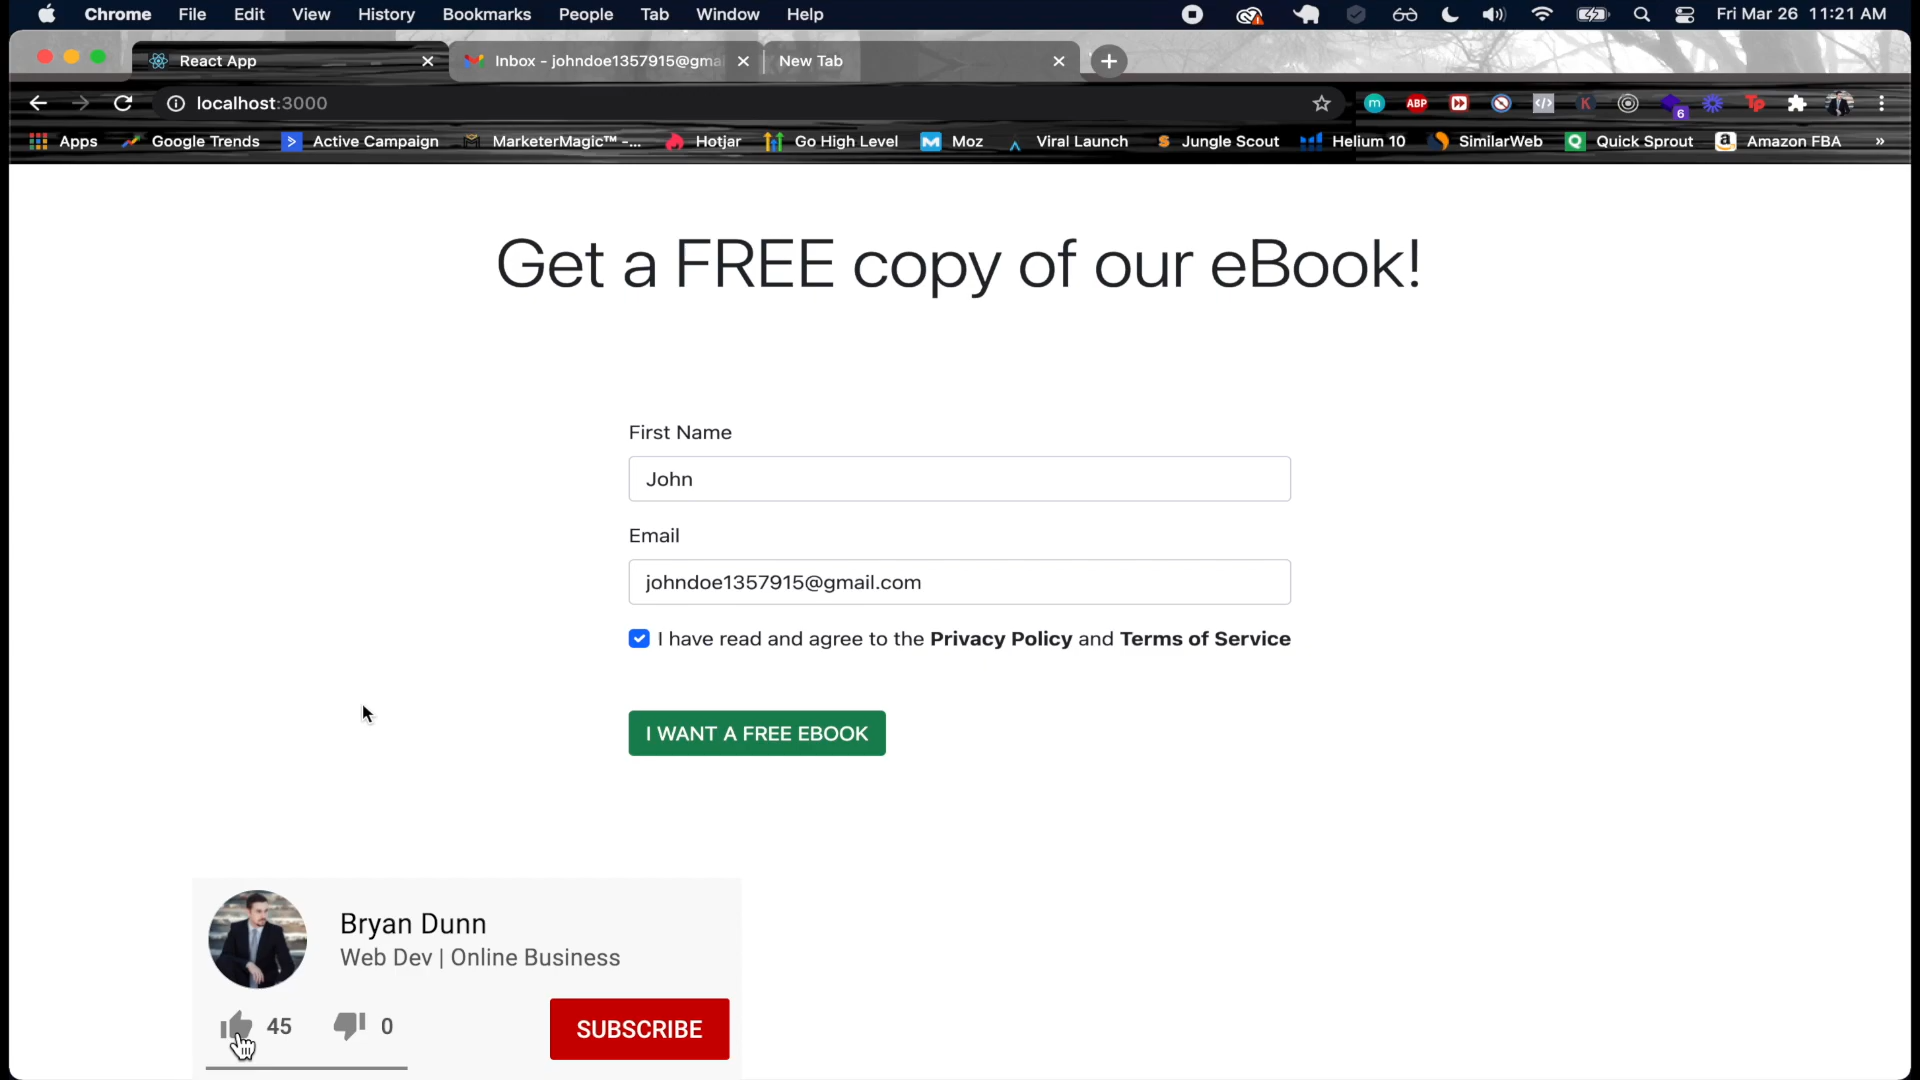 Chrome File Edit View History Bookmarks People Tab Window Help Fri Mar 26 11:21 AM
React App Inbox - johndoe1357915@gmai New Tab
localhost:3000 ABP K 6 TP
Apps Google Trends Active Campaign MarketerMagic™ -... Hotjar Go High Level Moz Viral Launch Jungle Scout Helium 10 SimilarWeb Quick Sprout Amazon FBA »
Get a FREE copy of our eBook!
First Name
John
Email
johndoe1357915@gmail.com
I have read and agree to the Privacy Policy and Terms of Service
I WANT A FREE EBOOK
Bryan Dunn
Web Dev | Online Business
45 0 SUBSCRIBE